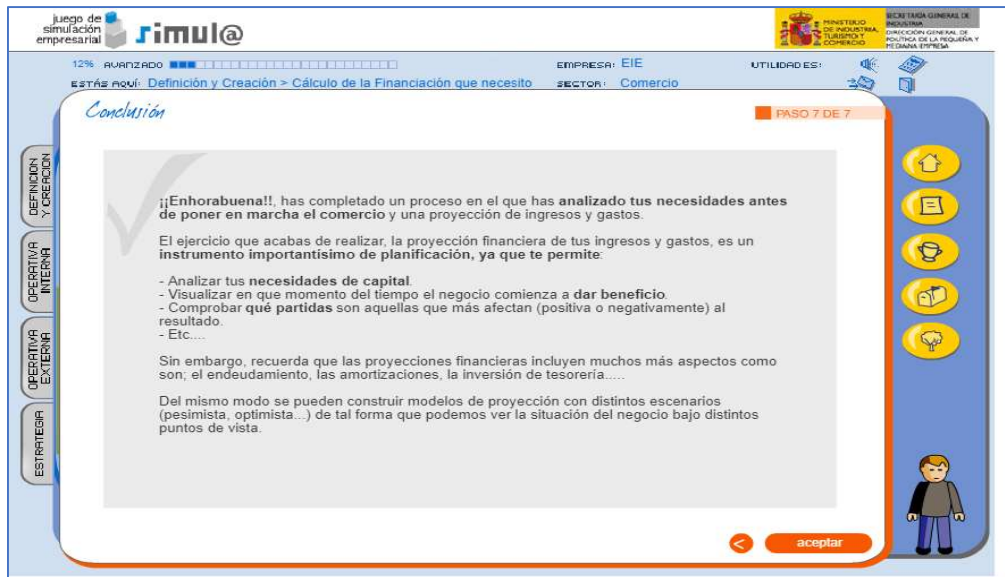 juego de
simulación
empresarial
simul@
MINISTERIO
DE INDUSTRIA,
TURISMO Y
COMERCIO
SECRETARÍA GENERAL DE
INDUSTRIA
DIRECCIÓN GENERAL DE
POLÍTICA DE LA PEQUEÑA Y
MEDIANA EMPRESA
12% AVANZADO
EMPRESA: EIE
UTILIDADES:
ESTÁS AQUÍ: Definición y Creación > Cálculo de la Financiación que necesito
SECTOR: Comercio
Conclusión
PASO 7 DE 7
DEFINICION
Y CREACION
OPERATIVA
INTERNA
OPERATIVA
EXTERNA
ESTRATEGIA
¡¡Enhorabuena!!, has completado un proceso en el que has analizado tus necesidades antes
de poner en marcha el comercio y una proyección de ingresos y gastos.
El ejercicio que acabas de realizar, la proyección financiera de tus ingresos y gastos, es un
instrumento importantísimo de planificación, ya que te permite:
- Analizar tus necesidades de capital.
- Visualizar en que momento del tiempo el negocio comienza a dar beneficio.
- Comprobar qué partidas son aquellas que más afectan (positiva o negativamente) al
resultado.
- Etc....
Sin embargo, recuerda que las proyecciones financieras incluyen muchos más aspectos como
son; el endeudamiento, las amortizaciones, la inversión de tesorería.....
Del mismo modo se pueden construir modelos de proyección con distintos escenarios
(pesimista, optimista...) de tal forma que podemos ver la situación del negocio bajo distintos
puntos de vista.
<
aceptar